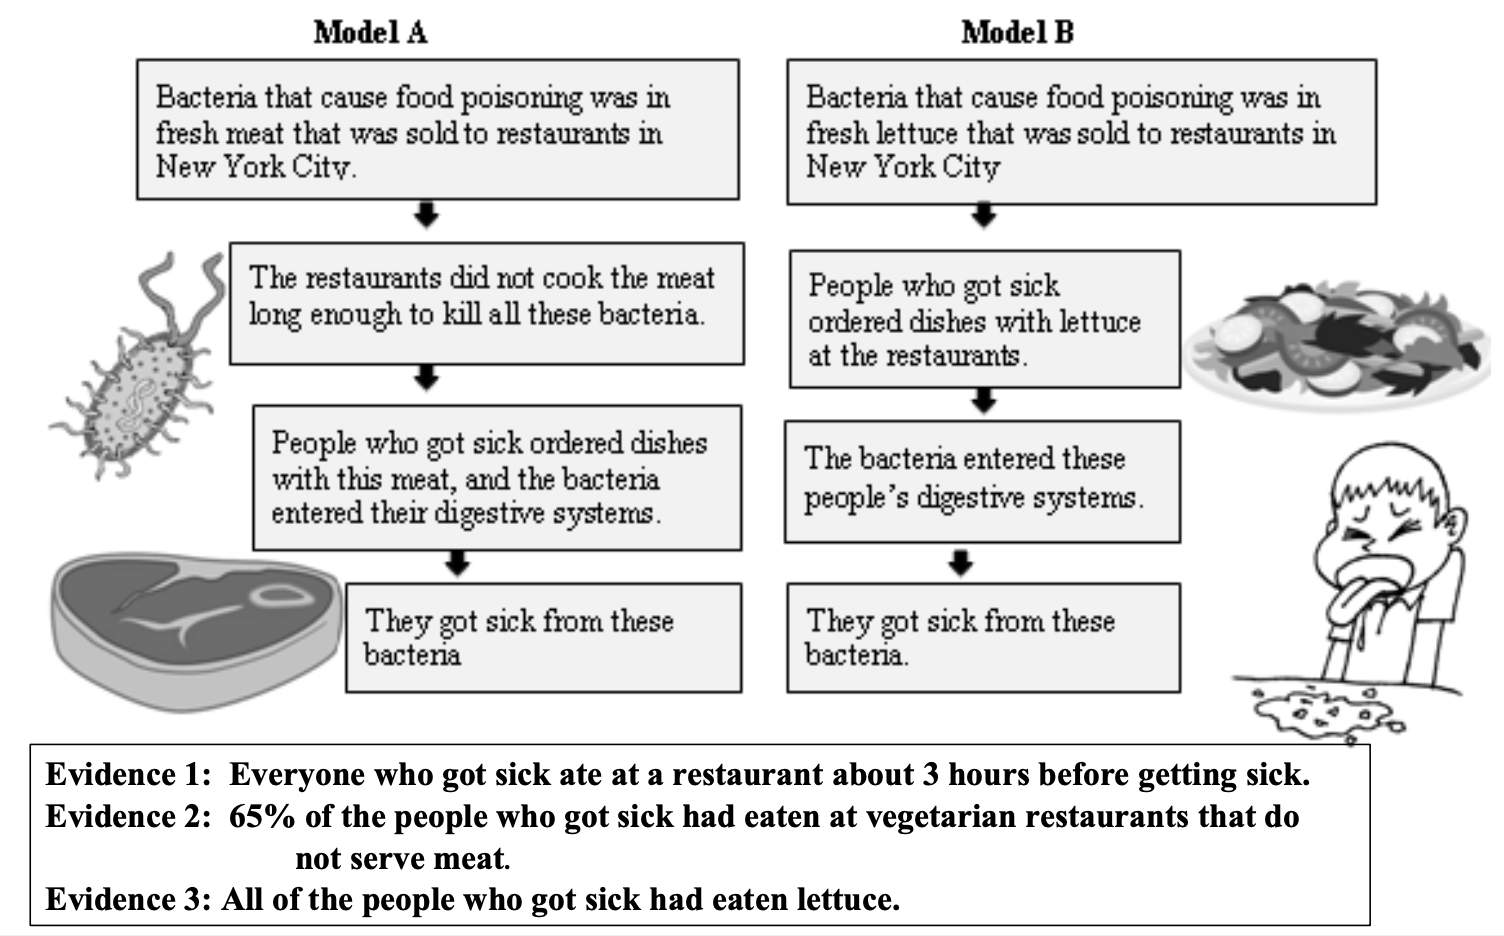 Model A
Bacteria that cause food poisoning was in
fresh meat that was sold to restaurants in
New York City.
The restaurants did not cook the meat
long enough to kill all these bacteria.
People who got sick ordered dishes
with this meat, and the bacteria
entered their digestive systems.
They got sick from these
bacteria
Model B
Bacteria that cause food poisoning was in
fresh lettuce that was sold to restaurants in
New York City
People who got sick
ordered dishes with lettuce
at the restaurants.
The bacteria entered these
people’s digestive systems.
They got sick from these
bacteria.
Evidence 1: Everyone who got sick ate at a restaurant about 3 hours before getting sick.
Evidence 2: 65% of the people who got sick had eaten at vegetarian restaurants that do
not serve meat.
Evidence 3: All of the people who got sick had eaten lettuce.